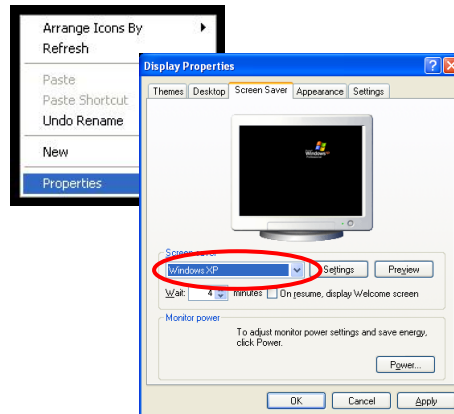 Arrange Icons By
Refresh
Paste
Paste Shortcut
Undo Rename
New
Properties
Display Properties
Themes Desktop Screen Saver Appearance Settings
Windows
Screen saver
Windows XP Settings Preview
Wait: 4 minutes On resume, display Welcome screen
Monitor power
To adjust monitor power settings and save energy,
click Power.
Power...
OK Cancel Apply